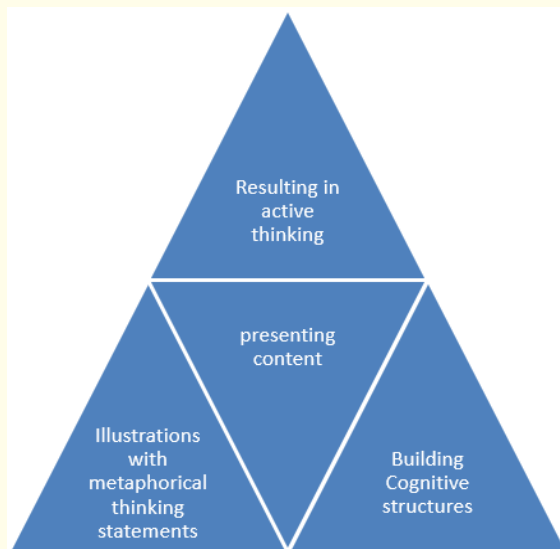 Resulting in
active
thinking
presenting
content
Illustrations
with
metaphorical
thinking
statements
Building
Cognitive
structures